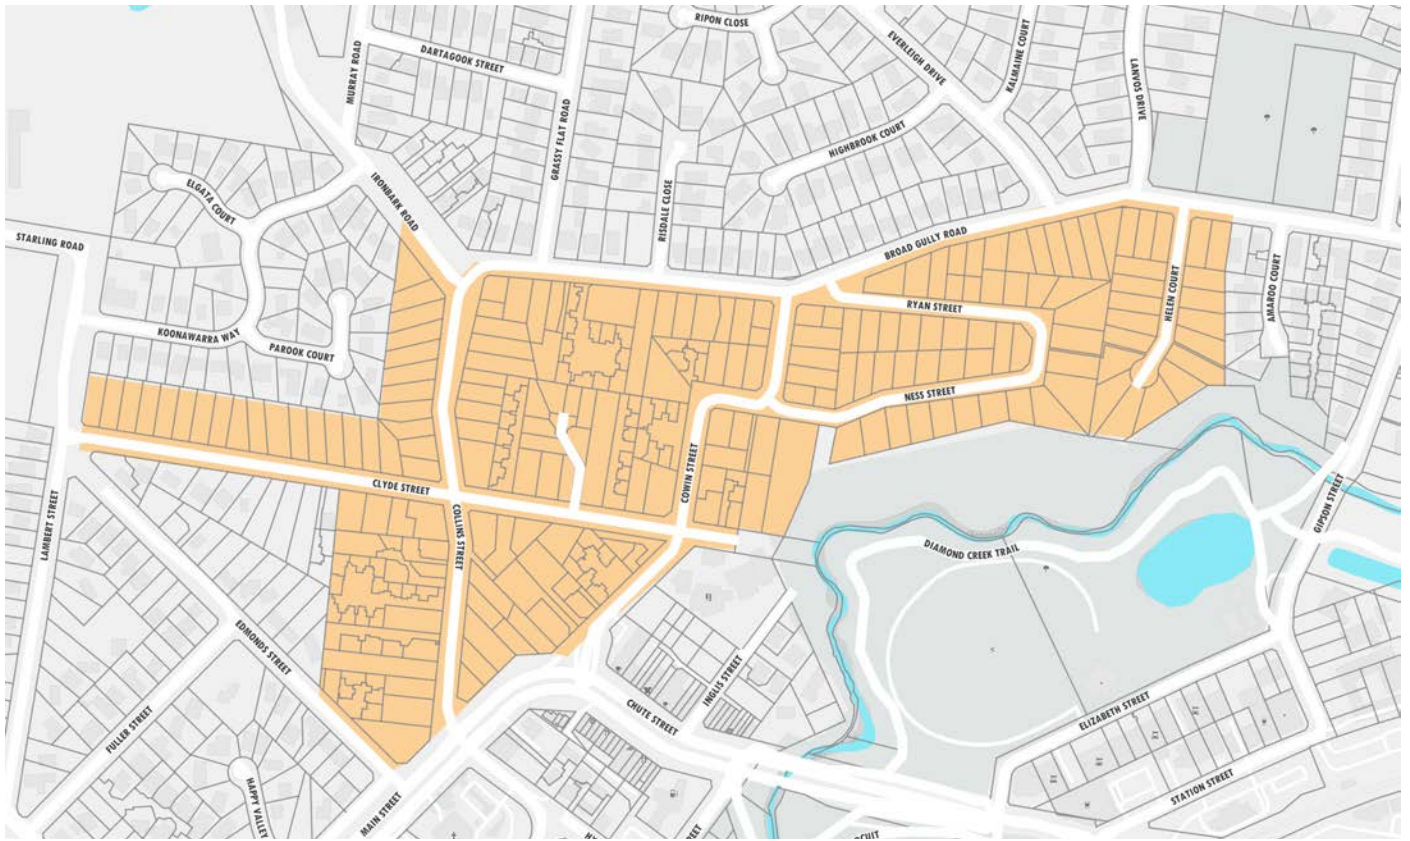 RIPON CLOSE
DARTAGOOK STREET
MURRAY ROAD
EVERLEIGH DRIVE
KALMAINE COURT
LANVOS DRIVE
GRASSY FLAT ROAD
HIGHBROOK COURT
ELGATA COURT
IRONBARK ROAD
RISDALE CLOSE
STARLING ROAD
BROAD GULLY ROAD
HELEN COURT
AMAROO COURT
RYAN STREET
KOONAWARRA WAY
PAROOK COURT
NESS STREET
COWIN STREET
CLYDE STREET
LAMBERT STREET
COLLINS STREET
GIPSON STREET
DIAMOND CREEK TRAIL
EDMONDS STREET
INGLIS STREET
FULLER STREET
CHUTE STREET
ELIZABETH STREET
HAPPY VALLEY
MAIN STREET
STATION STREET
REET
RCUIT